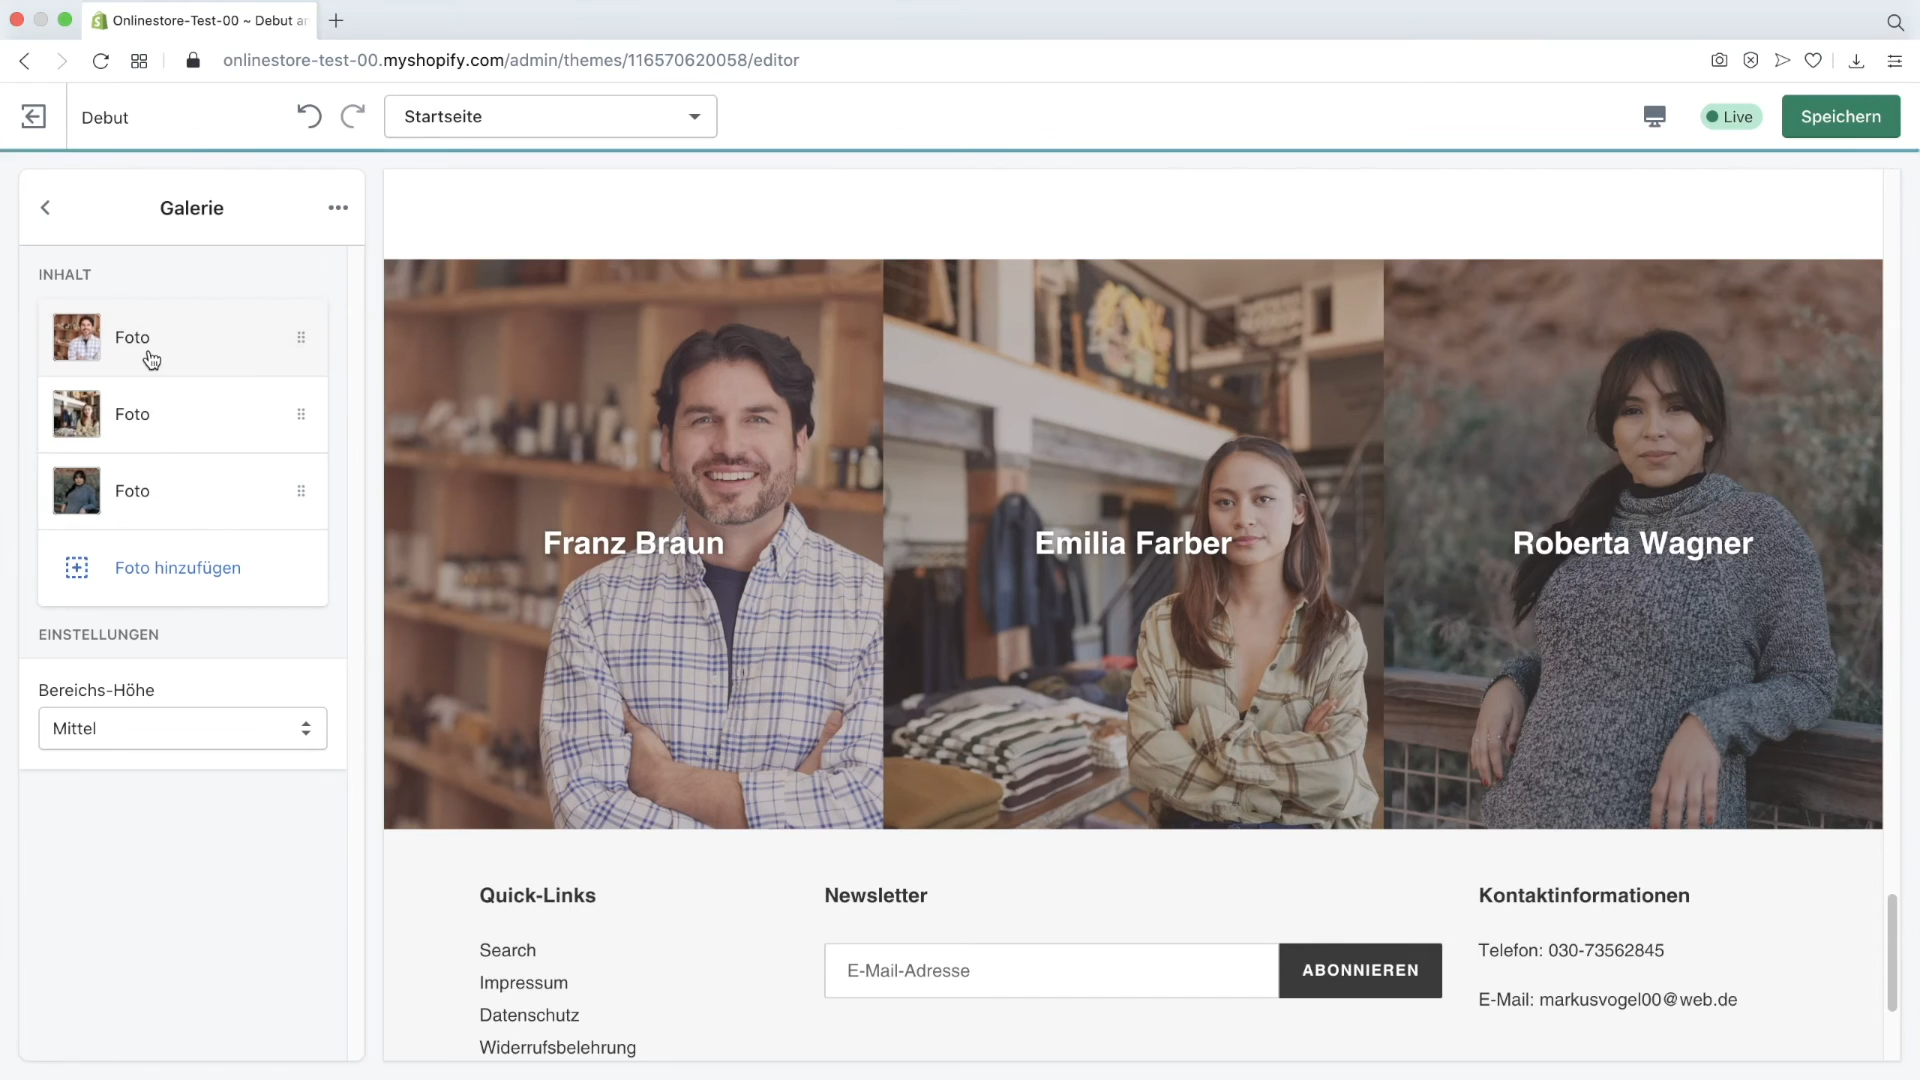 Onlinestore-Test-00 ~ Debut a
onlinestore-test-00.myshopify.com/admin/themes/116570620058/editor
Debut
Startseite
Live
Speichern
Galerie
INHALT
Foto
Foto
Foto
Foto hinzufügen
EINSTELLUNGEN
Bereichs-Höhe
Mittel
Franz Braun
Emilia Farber
Roberta Wagner
Quick-Links
Search
Impressum
Datenschutz
Widerrufsbelehrung
Newsletter
E-Mail-Adresse
ABONNIEREN
Kontaktinformationen
Telefon: 030-73562845
E-Mail: markusvogel00@web.de